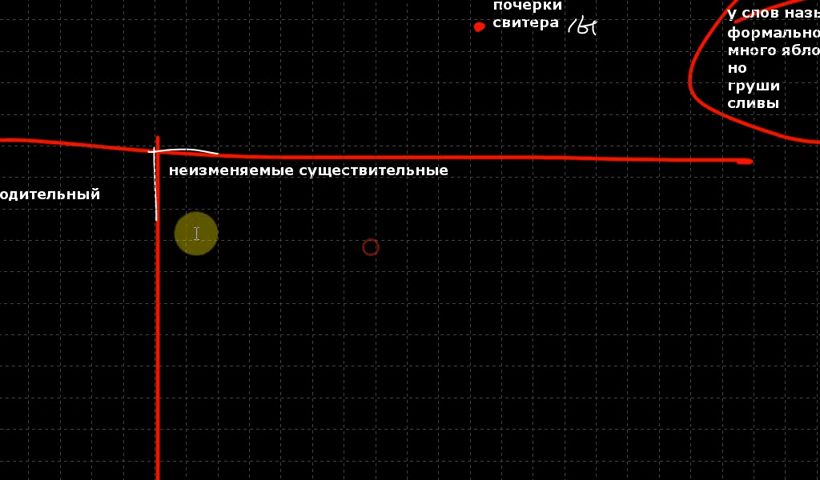 почерки
свитера /ы
у слов назы
формально
много ябло
но
груши
сливы
неизменяемые существительные
одительный